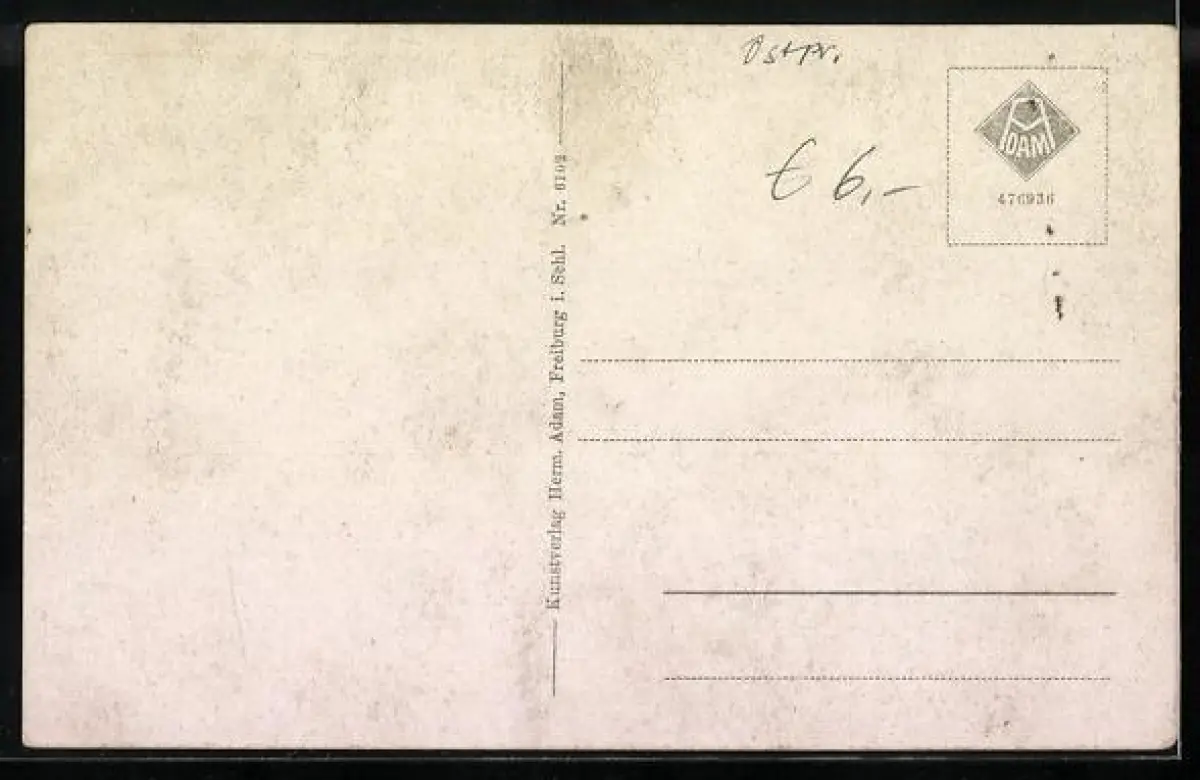 Ostpr.
€ 6,-
ADAM
476936
Kunstverlag Herm. Adam, Freiburg i. Schl. Nr. 6102